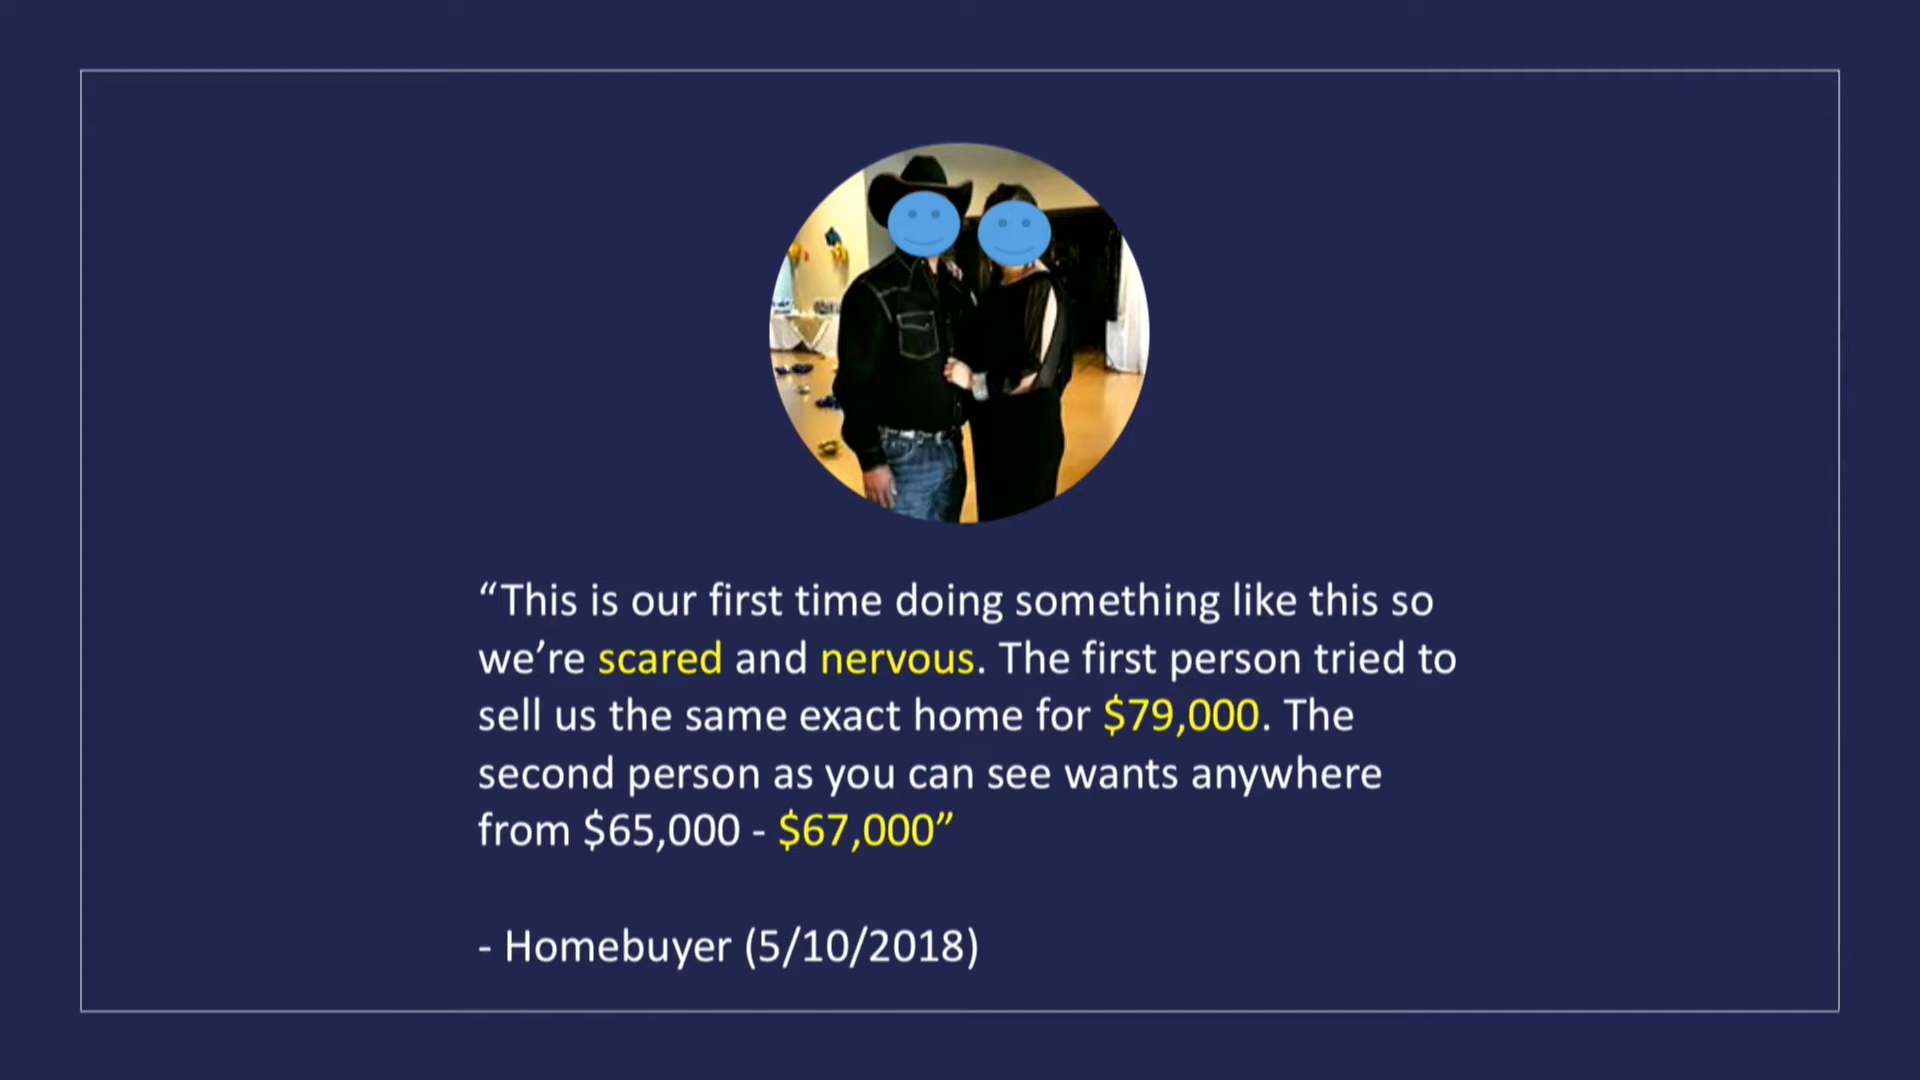 “This is our first time doing something like this so
we’re scared and nervous. The first person tried to
sell us the same exact home for $79,000. The
second person as you can see wants anywhere
from $65,000 - $67,000”
- Homebuyer (5/10/2018)